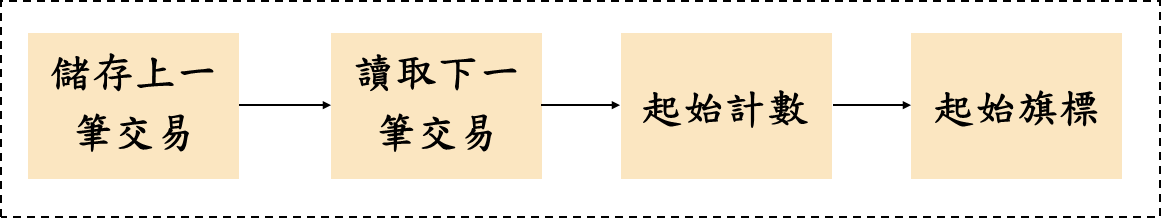 儲存上一
筆交易
讀取下一
筆交易
起始計數
起始旗標